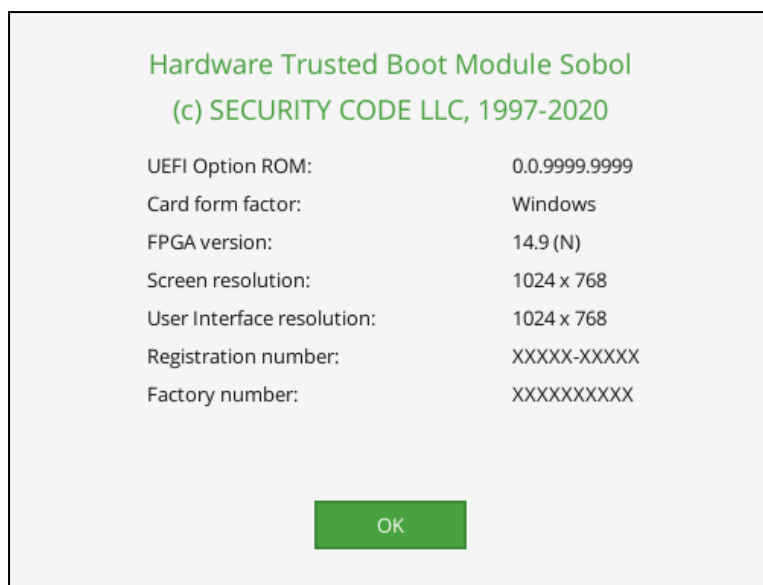 Hardware Trusted Boot Module Sobol
(c) SECURITY CODE LLC, 1997-2020
UEFI Option ROM: 0.0.9999.9999
Card form factor: Windows
FPGA version: 14.9 (N)
Screen resolution: 1024 x 768
User Interface resolution: 1024 x 768
Registration number: XXXXX-XXXXX
Factory number: XXXXXXXXXX
OK